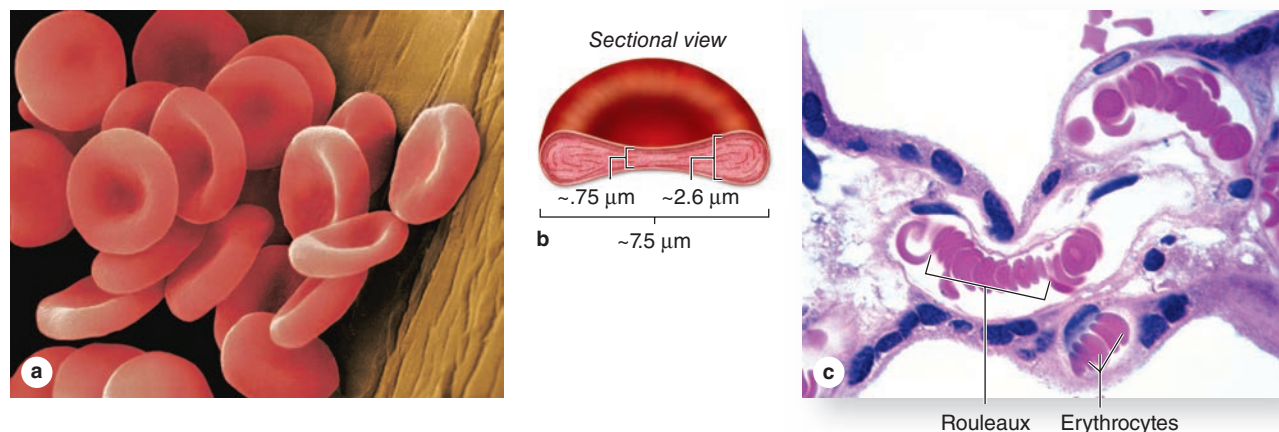 a
Sectional view
~.75 μm ~2.6 μm
~7.5 μm
b
c
Rouleaux Erythrocytes